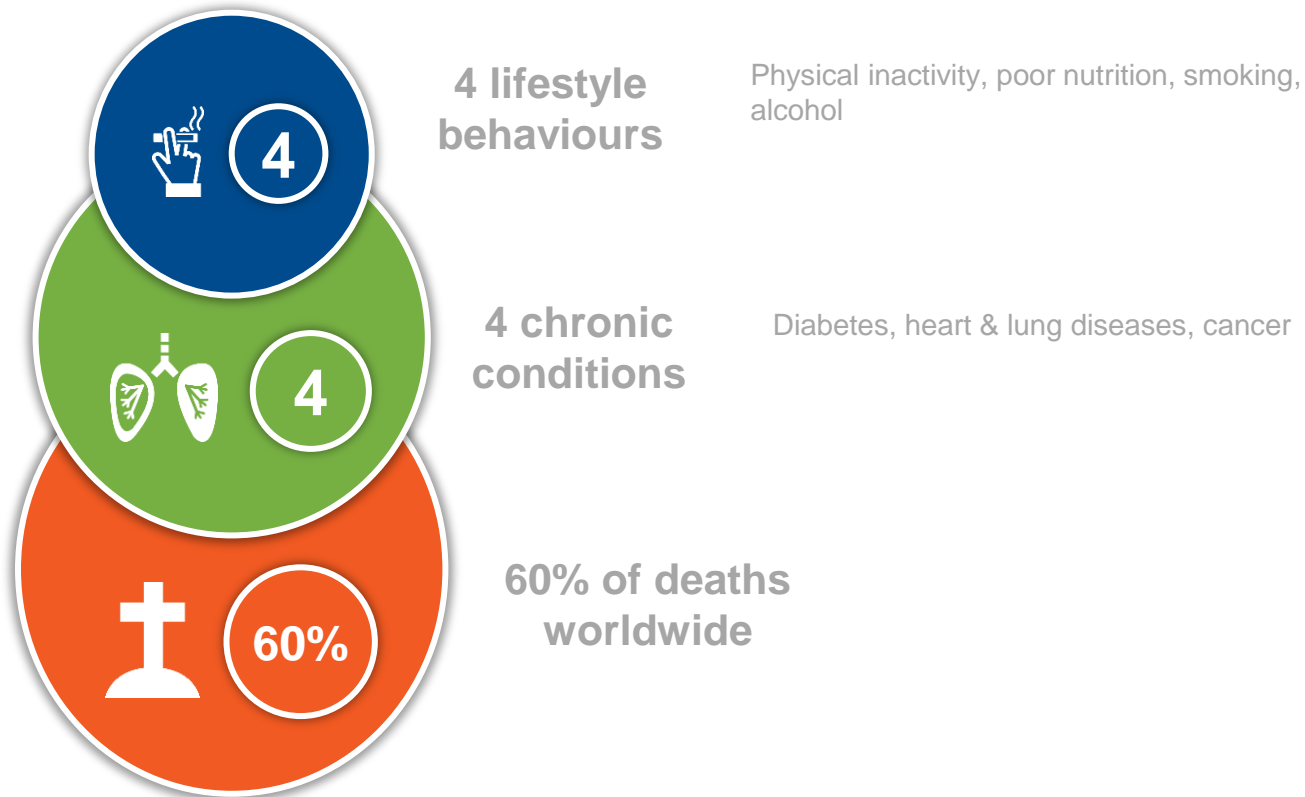 4
4 lifestyle
behaviours
Physical inactivity, poor nutrition, smoking,
alcohol
4
4 chronic
conditions
Diabetes, heart & lung diseases, cancer
60%
60% of deaths
worldwide